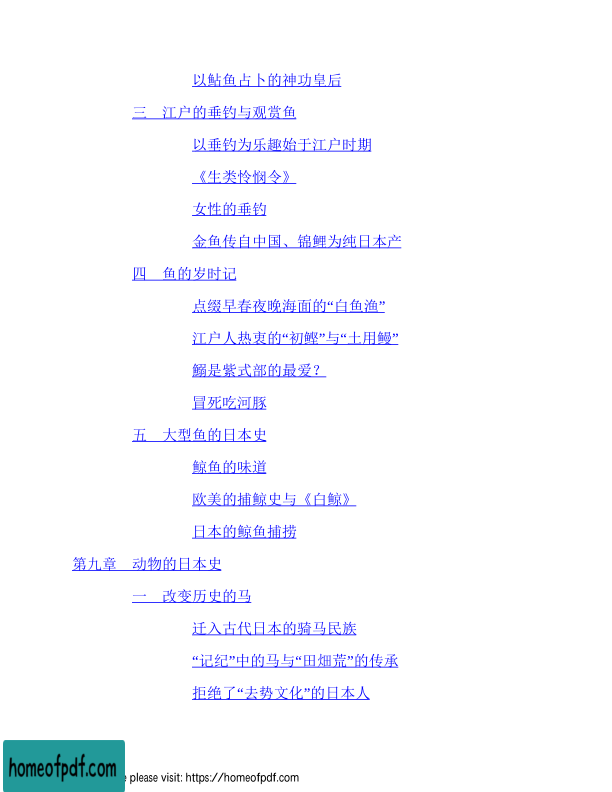 以鲇鱼占卜的神功皇后
三　江户的垂钓与观赏鱼
以垂钓为乐趣始于江户时期
《生类怜悯令》
女性的垂钓
金鱼传自中国、锦鲤为纯日本产
四　鱼的岁时记
点缀早春夜晚海面的“白鱼渔”
江户人热衷的“初鲣”与“土用鳗”
鰯是紫式部的最爱？
冒死吃河豚
五　大型鱼的日本史
鲸鱼的味道
欧美的捕鲸史与《白鲸》
日本的鲸鱼捕捞
第九章　动物的日本史
一　改变历史的马
迁入古代日本的骑马民族
“记纪”中的马与“田畑荒”的传承
拒绝了“去势文化”的日本人
homeofpdf.com
e please visit: https://homeofpdf.com